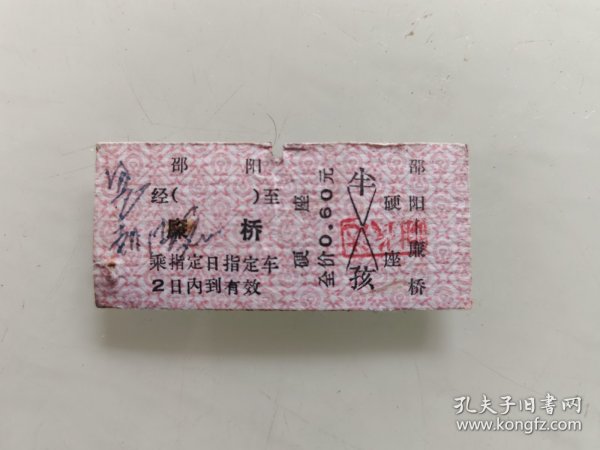 邵阳
经( )至
廉桥
乘指定日指定车
2日内到有效
硬座
全价0.60元
半孩
硬座
邵阳
廉桥
孔夫子旧书网
www.kongfz.com